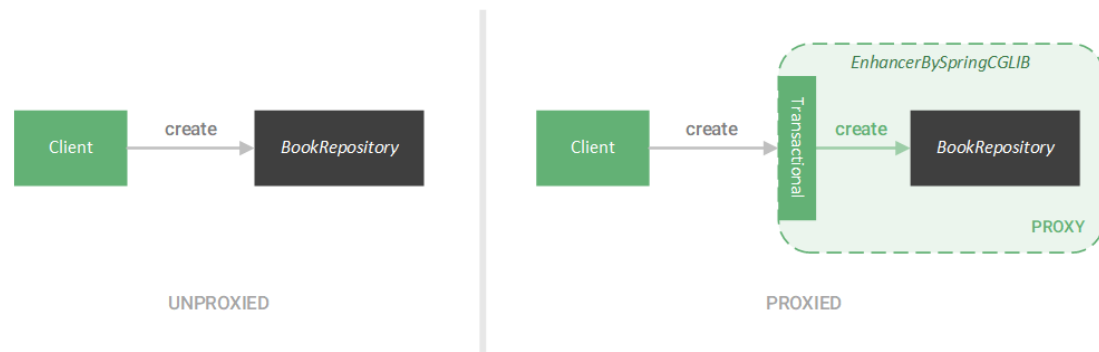 Client
create
BookRepository
UNPROXIED
EnhancerBySpringCGLIB
Client
create
Transactional
create
BookRepository
PROXY
PROXIED